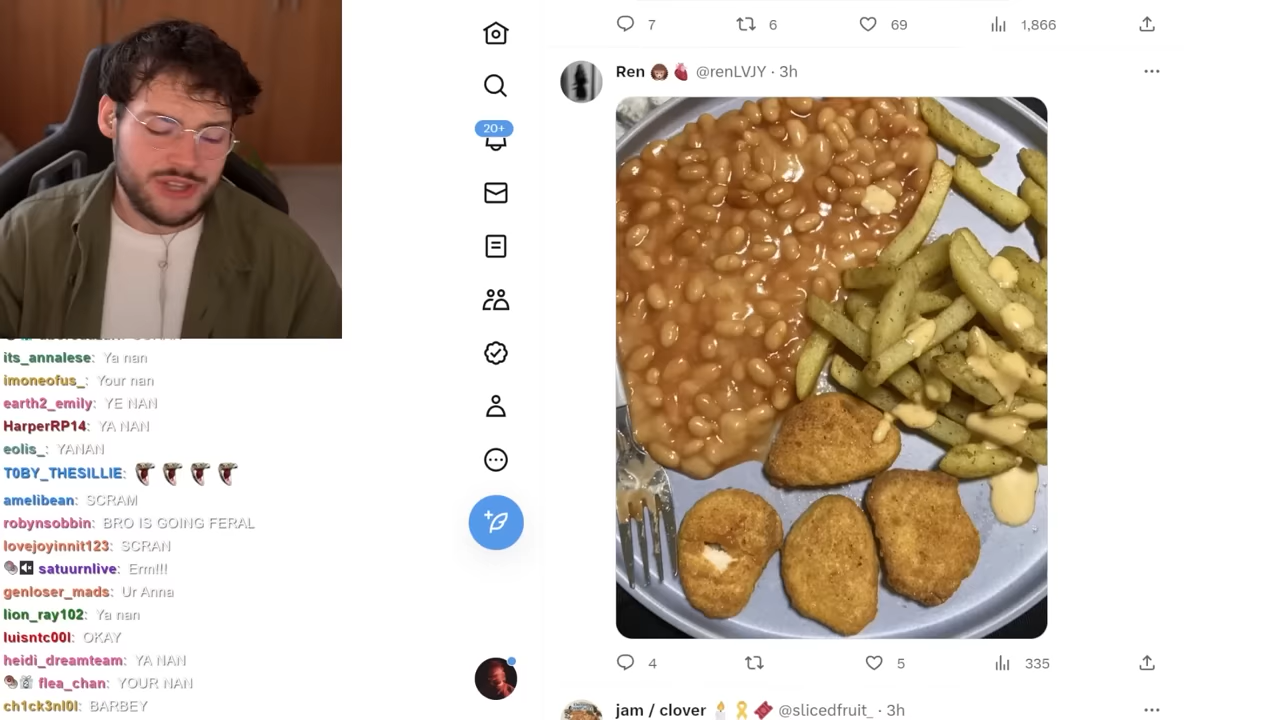 7 6 69 1,866
Ren @renLVJY · 3h
20+
its_annalese: Ya nan
imoneofus_: Your nan
earth2_emily: YE NAN
HarperRP14: YA NAN
eolis_: YANAN
T0BY_THESILLIE:
amelibean: SCRAM
robynsobbin: BRO IS GOING FERAL
lovejoyinnit123: SCRAN
satuurnlive: Erm!!!
genloser_mads: Ur Anna
lion_ray102: Ya nan
luisntc00l: OKAY
heidi_dreamteam: YA NAN
flea_chan: YOUR NAN
ch1ck3nl0l: BARBEY
4 5 335
jam / clover @slicedfruit_ · 3h